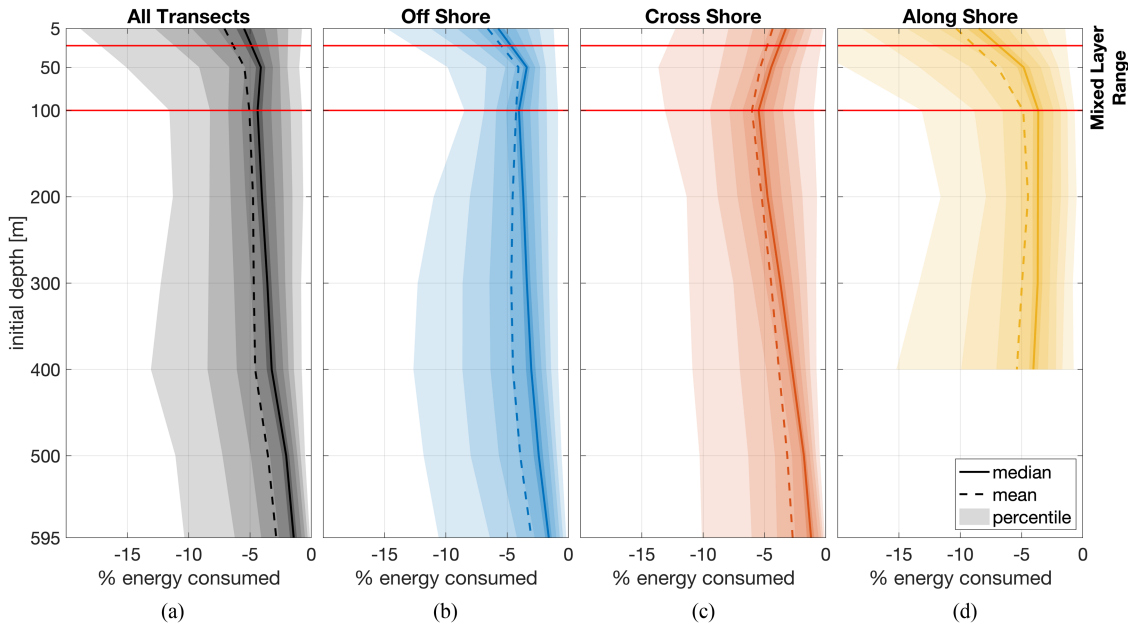 All Transects
Off Shore
Cross Shore
Along Shore
5
50
100
200
300
400
500
595
initial depth [m]
Mixed Layer
Range
median
mean
percentile
-15 -10 -5 0
-15 -10 -5 0
-15 -10 -5 0
-15 -10 -5 0
% energy consumed
% energy consumed
% energy consumed
% energy consumed
(a)
(b)
(c)
(d)